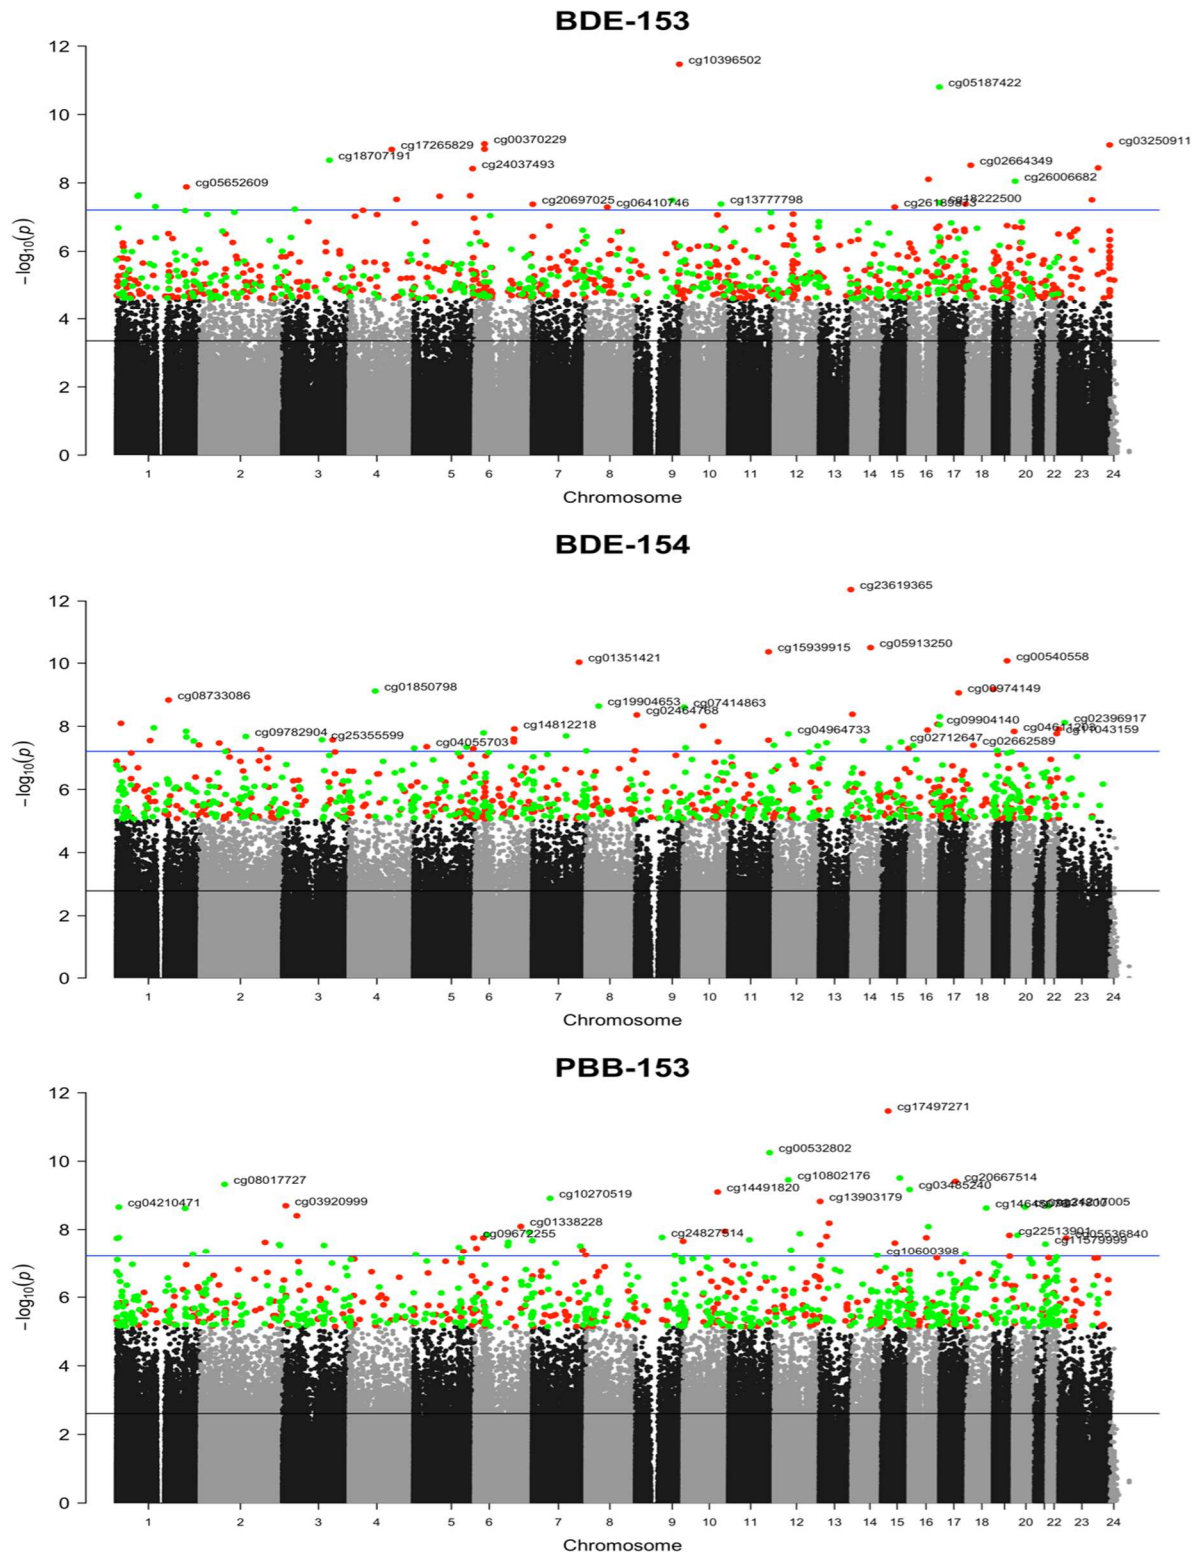 BDE-153
12
cg10396502
cg05187422
10
cg17265829
cg00370229
cg03250911
cg18707191
cg24037493
cg02664349
cg26006682
8
cg05652609
cg20697025
cg06410746
cg13777798
cg18222500
6
4
2
0
−log10(p)
1 2 3 4 5 6 7 8 9 10 11 12 13 14 15 16 17 18 20 22 23 24
Chromosome
BDE-154
cg23619365
12
cg15939915
cg05913250
10
cg01351421
cg00540558
cg08733086
cg01850798
cg19904653
cg07414863
cg02464768
cg00974149
8
cg09782904
cg25355599
cg04055703
cg14812218
cg04964733
cg09904140
cg02712647
cg02662589
cg02396917
cg11043159
6
4
2
0
−log10(p)
1 2 3 4 5 6 7 8 9 10 11 12 13 14 15 16 17 18 20 22 23 24
Chromosome
PBB-153
12
cg17497271
10
cg00532802
cg08017727
cg10802176
cg20667514
cg04210471
cg03920999
cg10270519
cg14491820
cg13903179
cg03485240
8
cg09672255
cg01338228
cg24827514
cg10600398
cg22513901
cg05536840
cg11579999
6
4
2
0
−log10(p)
1 2 3 4 5 6 7 8 9 10 11 12 13 14 15 16 17 18 20 22 23 24
Chromosome